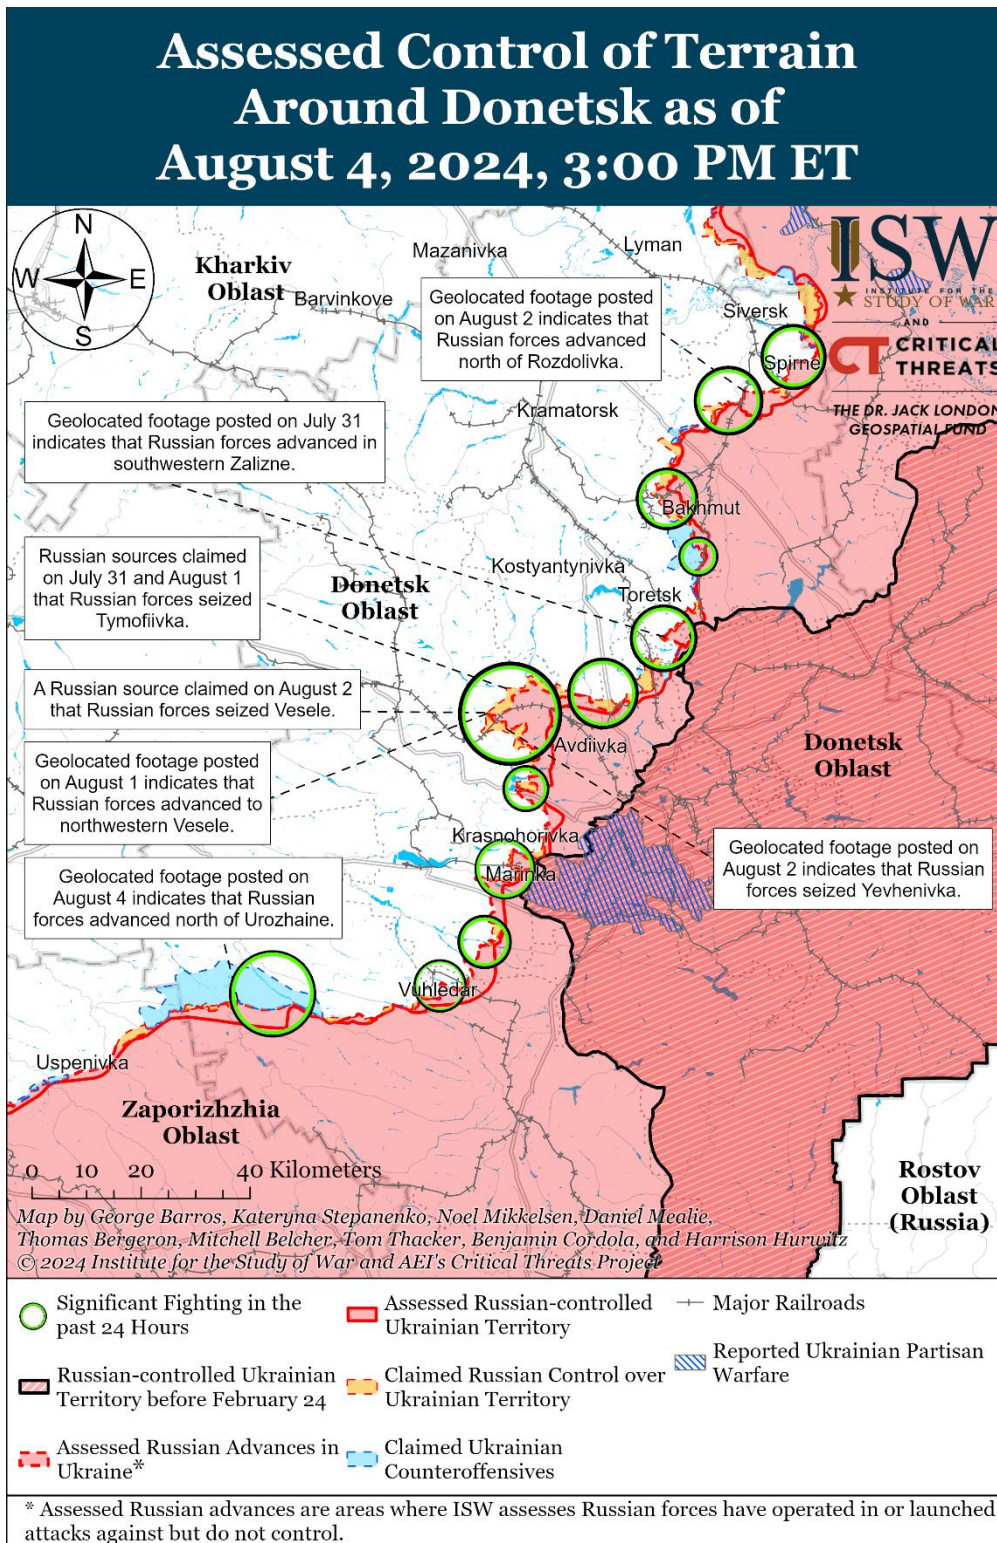 Assessed Control of Terrain
Around Donetsk as of
August 4, 2024, 3:00 PM ET
N
W
E
S
Kharkiv
Oblast
Mazanivka
Lyman
Barvinkove
ISW
INSTITUTE FOR THE
STUDY OF WAR
AND
CT CRITICAL
THREATS
THE DR. JACK LONDON
GEOSPATIAL FUND
Geolocated footage posted
on August 2 indicates that
Russian forces advanced
north of Rozdolivka.
Siversk
Spirne
Kramatorsk
Geolocated footage posted on July 31
indicates that Russian forces advanced in
southwestern Zalizne.
Bakhmut
Kostyantynivka
Toretsk
Russian sources claimed
on July 31 and August 1
that Russian forces seized
Tymofiivka.
Donetsk
Oblast
A Russian source claimed on August 2
that Russian forces seized Vesele.
Avdiivka
Donetsk
Oblast
Geolocated footage posted
on August 1 indicates that
Russian forces advanced to
northwestern Vesele.
Krasnohorivka
Marinka
Geolocated footage posted on
August 2 indicates that Russian
forces seized Yevhenivka.
Geolocated footage posted on
August 4 indicates that Russian
forces advanced north of Urozhaine.
Vuhledar
Uspenivka
Zaporizhzhia
Oblast
0 10 20 40 Kilometers
Rostov
Oblast
(Russia)
Map by George Barros, Kateryna Stepanenko, Noel Mikkelsen, Daniel Mealie,
Thomas Bergeron, Mitchell Belcher, Tom Thacker, Benjamin Cordola, and Harrison Hurwitz
© 2024 Institute for the Study of War and AEI's Critical Threats Project
Significant Fighting in the
past 24 Hours
Russian-controlled Ukrainian
Territory before February 24
Assessed Russian Advances in
Ukraine*
Assessed Russian-controlled
Ukrainian Territory
Claimed Russian Control over
Ukrainian Territory
Claimed Ukrainian
Counteroffensives
Major Railroads
Reported Ukrainian Partisan
Warfare
* Assessed Russian advances are areas where ISW assesses Russian forces have operated in or launched
attacks against but do not control.